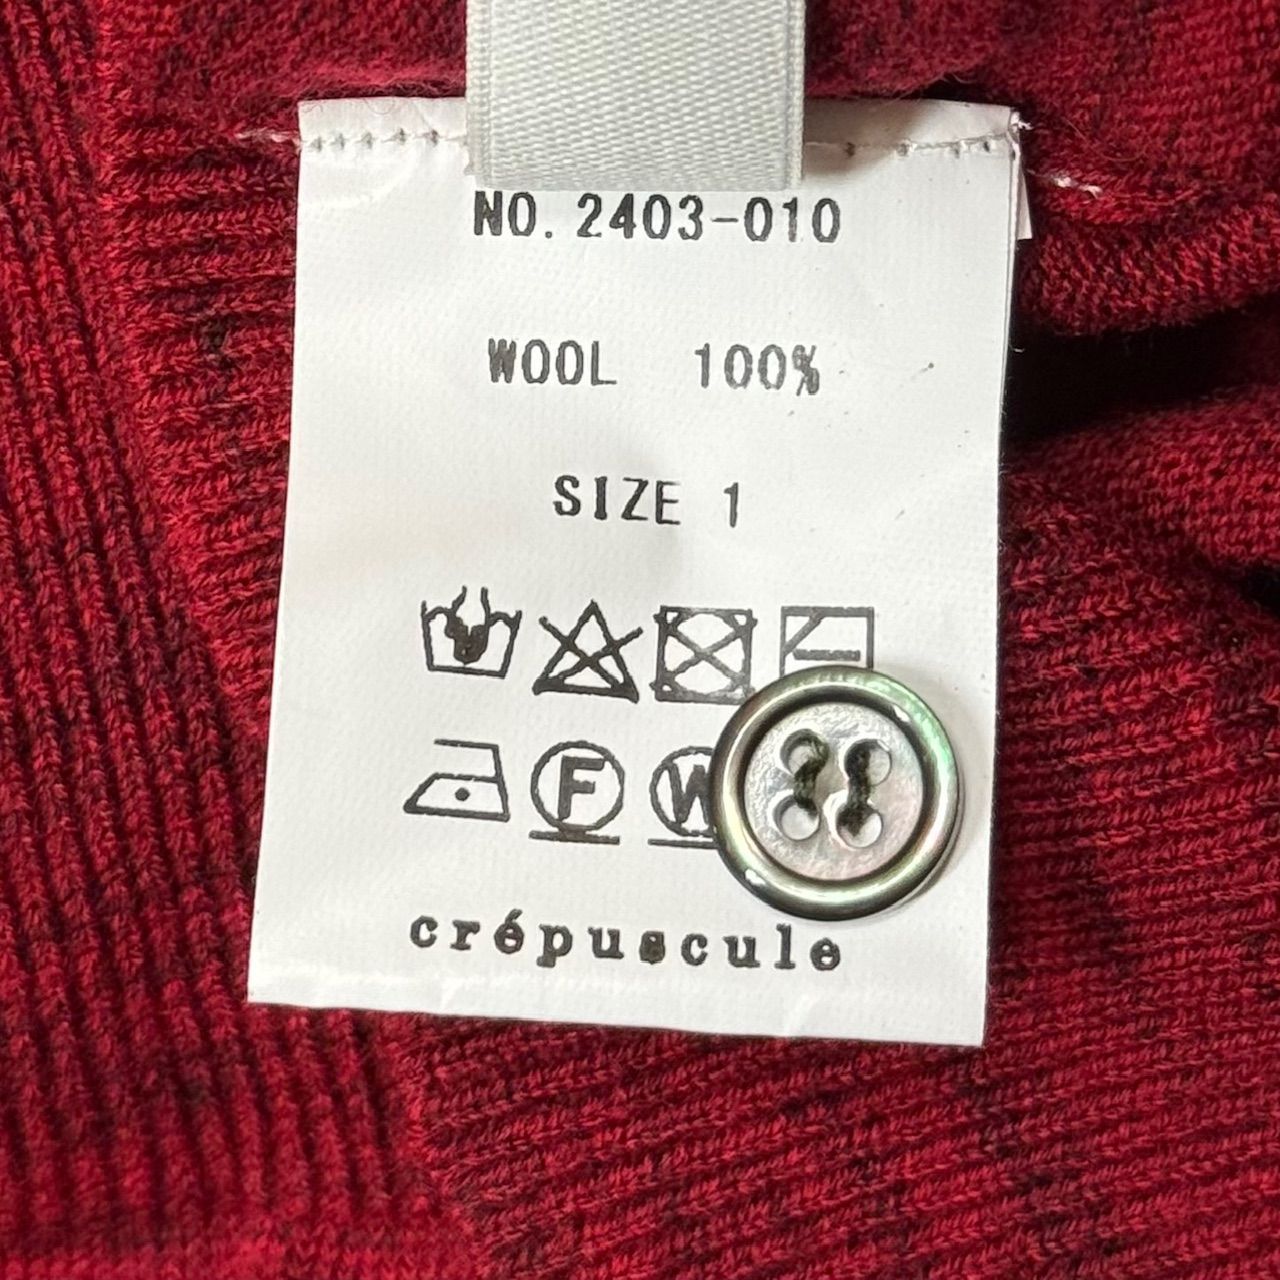 NO. 2403-010
WOOL 100%
SIZE 1
F W
crépuscule